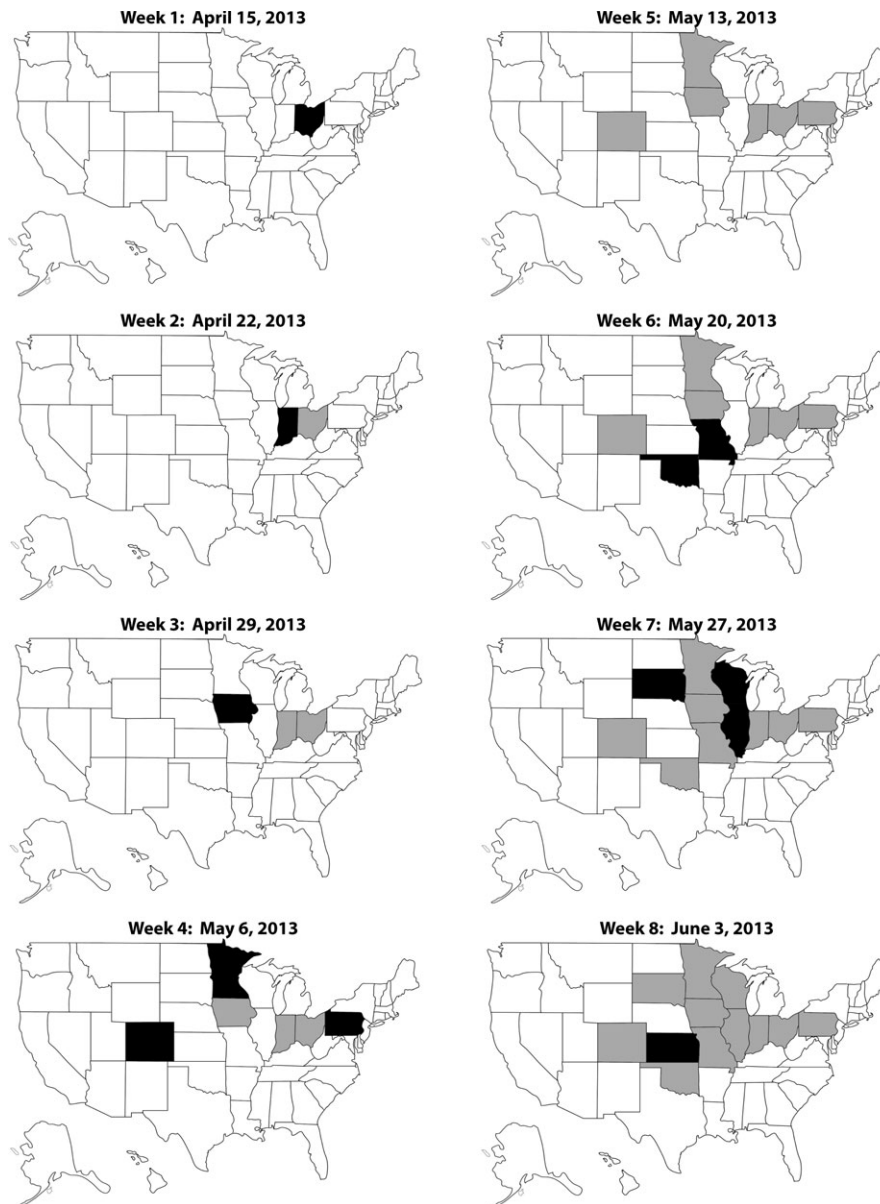 Week 1: April 15, 2013
Week 5: May 13, 2013
Week 2: April 22, 2013
Week 6: May 20, 2013
Week 3: April 29, 2013
Week 7: May 27, 2013
Week 4: May 6, 2013
Week 8: June 3, 2013